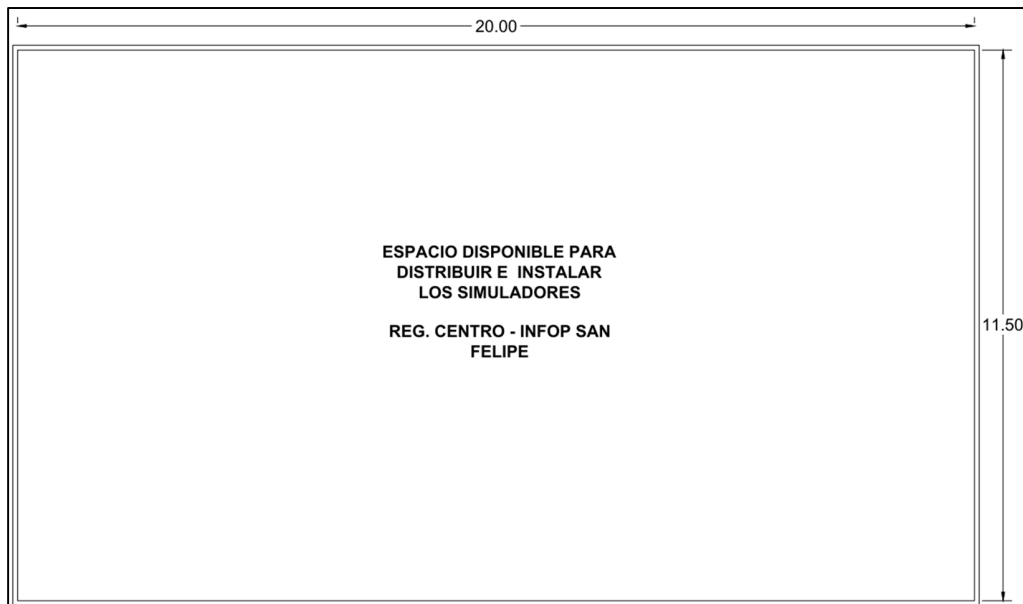 20.00
ESPACIO DISPONIBLE PARA
DISTRIBUIR E INSTALAR
LOS SIMULADORES
11.50
REG. CENTRO - INFOP SAN
FELIPE